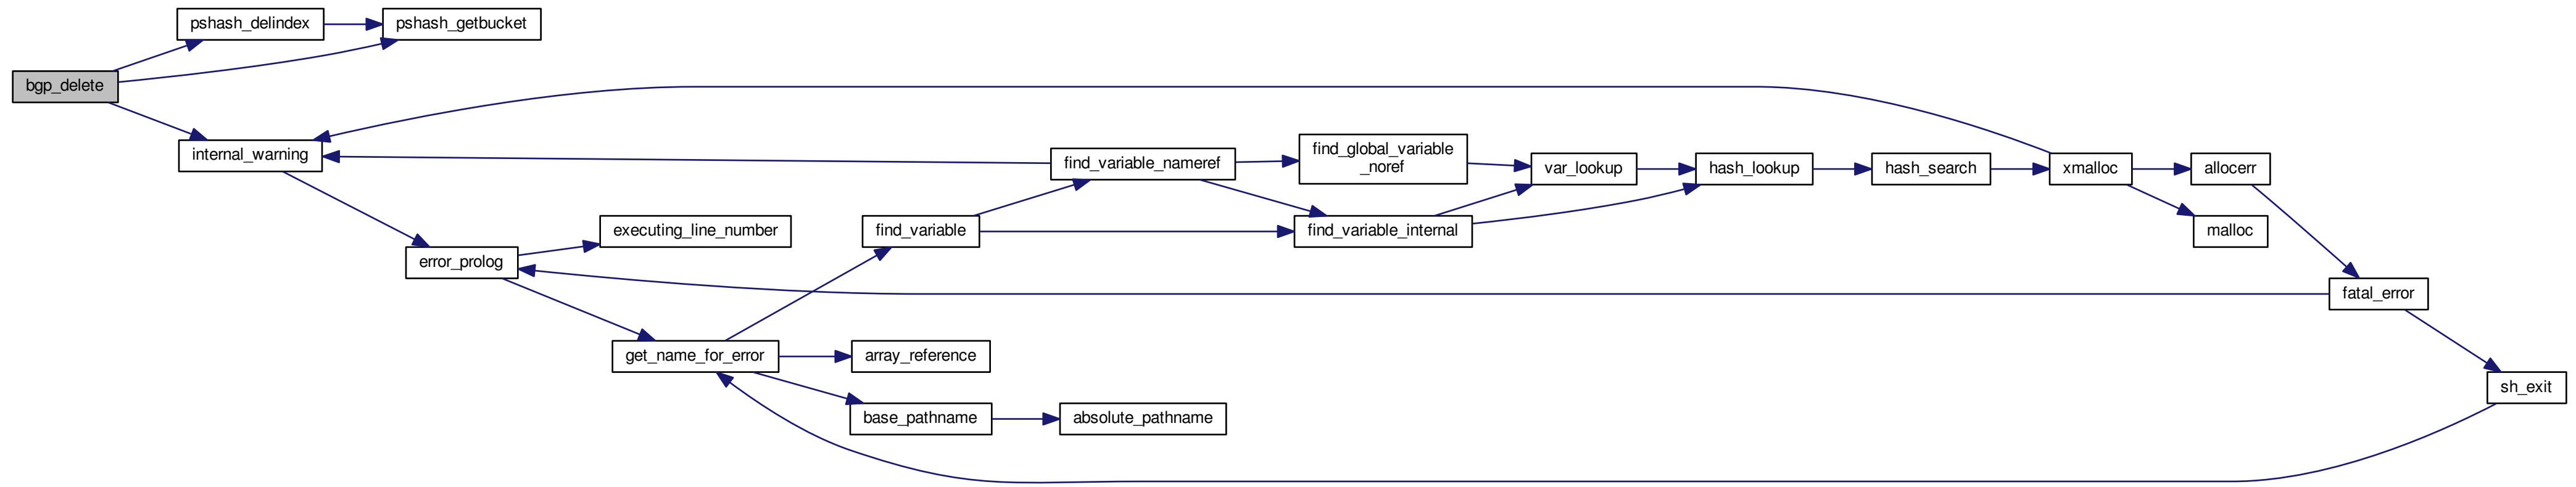 pshash_delindex
pshash_getbucket
bgp_delete
internal_warning
find_variable_nameref
find_global_variable
_noref
var_lookup
hash_lookup
hash_search
xmalloc
allocerr
executing_line_number
find_variable
find_variable_internal
malloc
error_prolog
fatal_error
get_name_for_error
array_reference
sh_exit
base_pathname
absolute_pathname